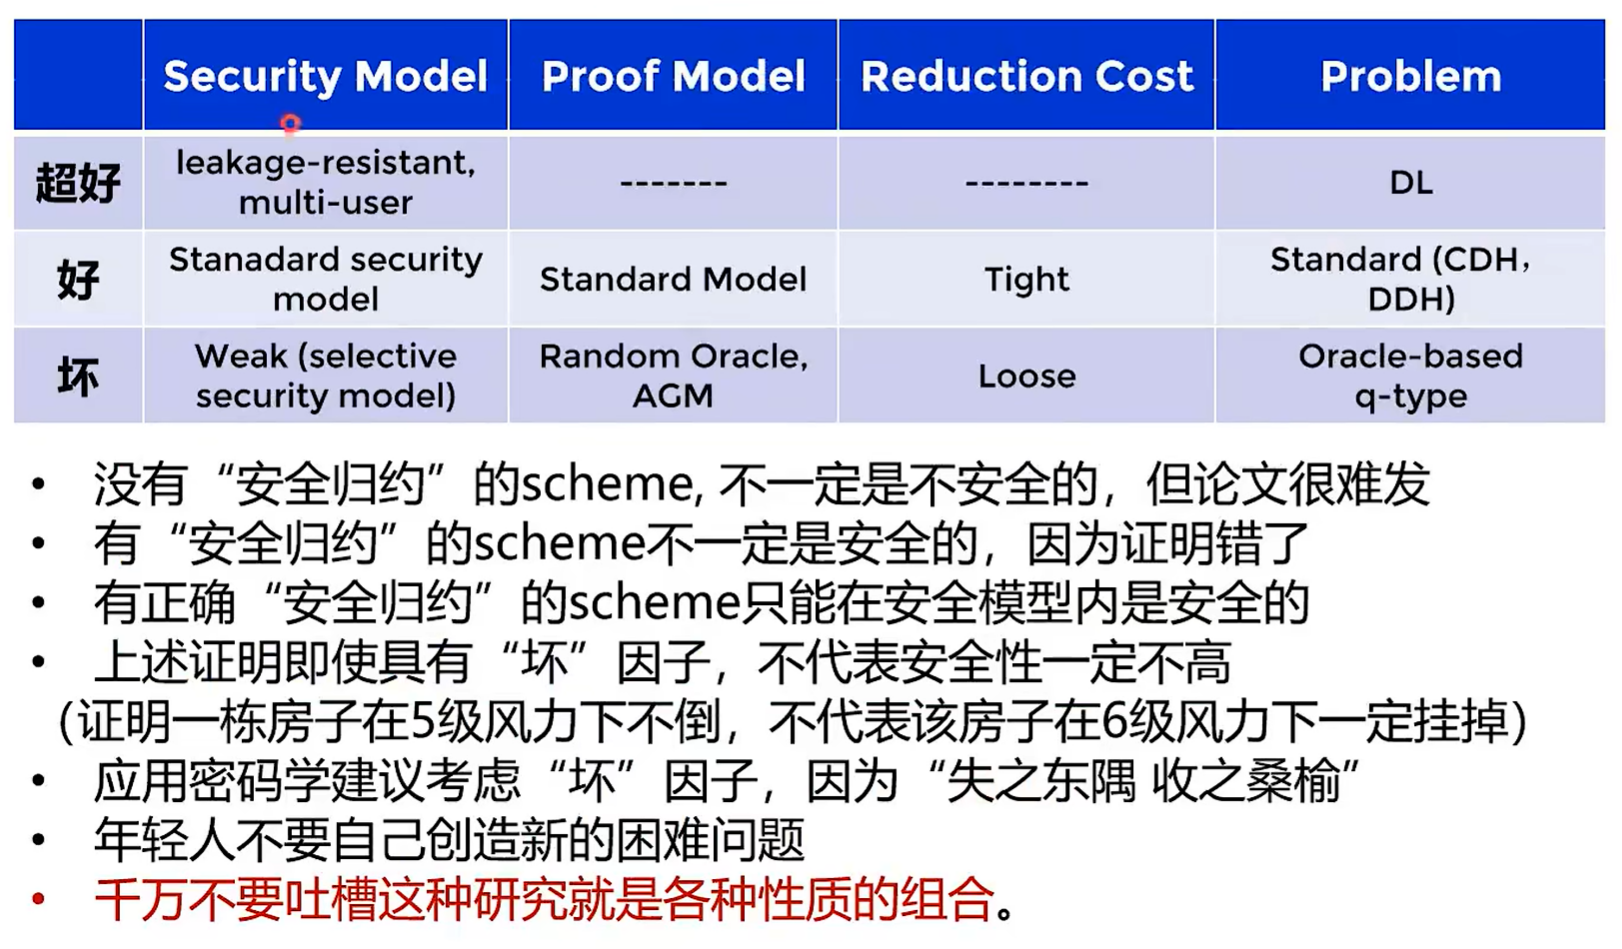 Security Model Proof Model Reduction Cost Problem
超好 leakage-resistant, multi-user ------- -------- DL
好 Stanadard security model Standard Model Tight Standard (CDH, DDH)
坏 Weak (selective security model) Random Oracle, AGM Loose Oracle-based q-type
• 没有“安全归约”的scheme, 不一定是不安全的，但论文很难发
• 有“安全归约”的scheme不一定是安全的，因为证明错了
• 有正确“安全归约”的scheme只能在安全模型内是安全的
• 上述证明即使具有“坏”因子，不代表安全性一定不高
（证明一栋房子在5级风力下不倒，不代表该房子在6级风力下一定挂掉）
• 应用密码学建议考虑“坏”因子，因为“失之东隅 收之桑榆”
• 年轻人不要自己创造新的困难问题
• 千万不要吐槽这种研究就是各种性质的组合。